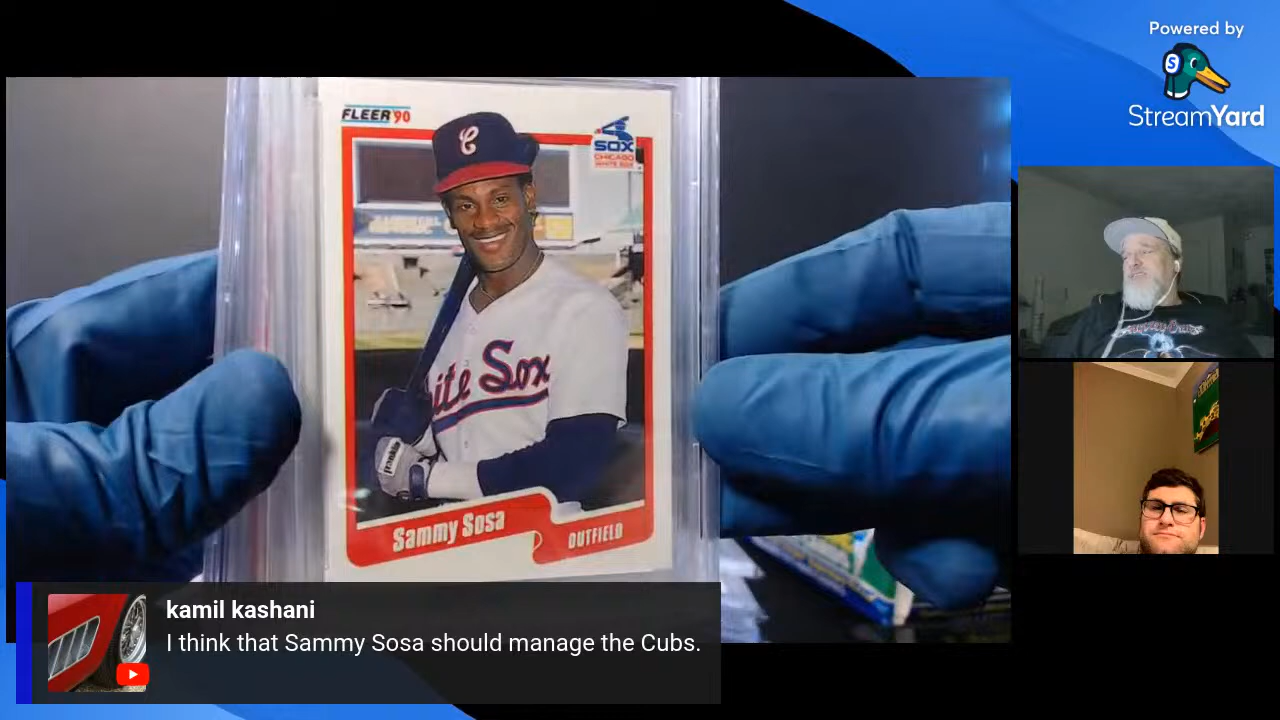 Powered by
StreamYard
FLEER '90
SOX
CHICAGO
WHITE SOX
C
ite Sox
Franklin
Sammy Sosa
OUTFIELD
kamil kashani
I think that Sammy Sosa should manage the Cubs.